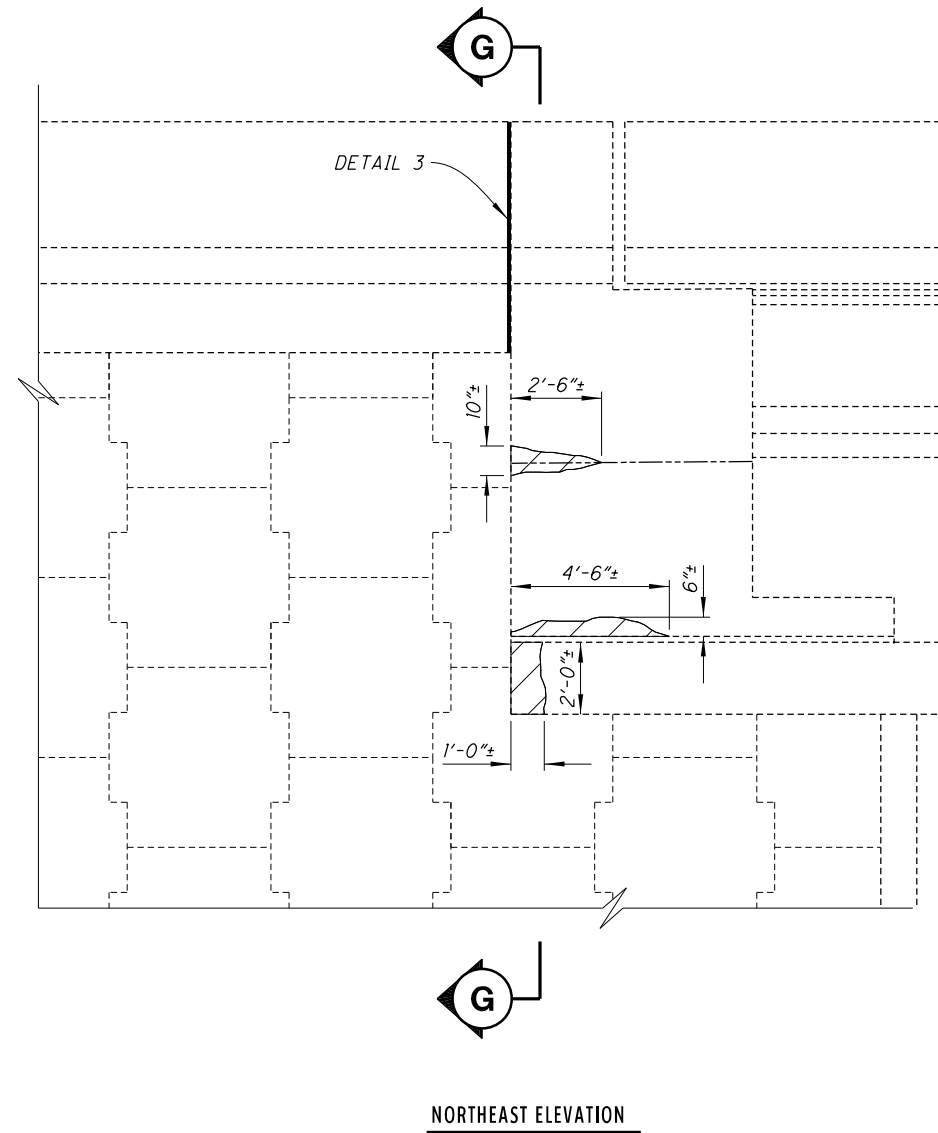 G
DETAIL 3
2'-6"±
10"±
4'-6"±
6"±
2'-0"±
1'-0"±
G
NORTHEAST ELEVATION